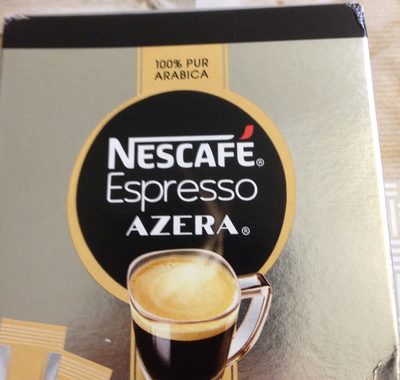 100% PUR
ARABICA
NESCAFÉ®
Espresso
AZERA®